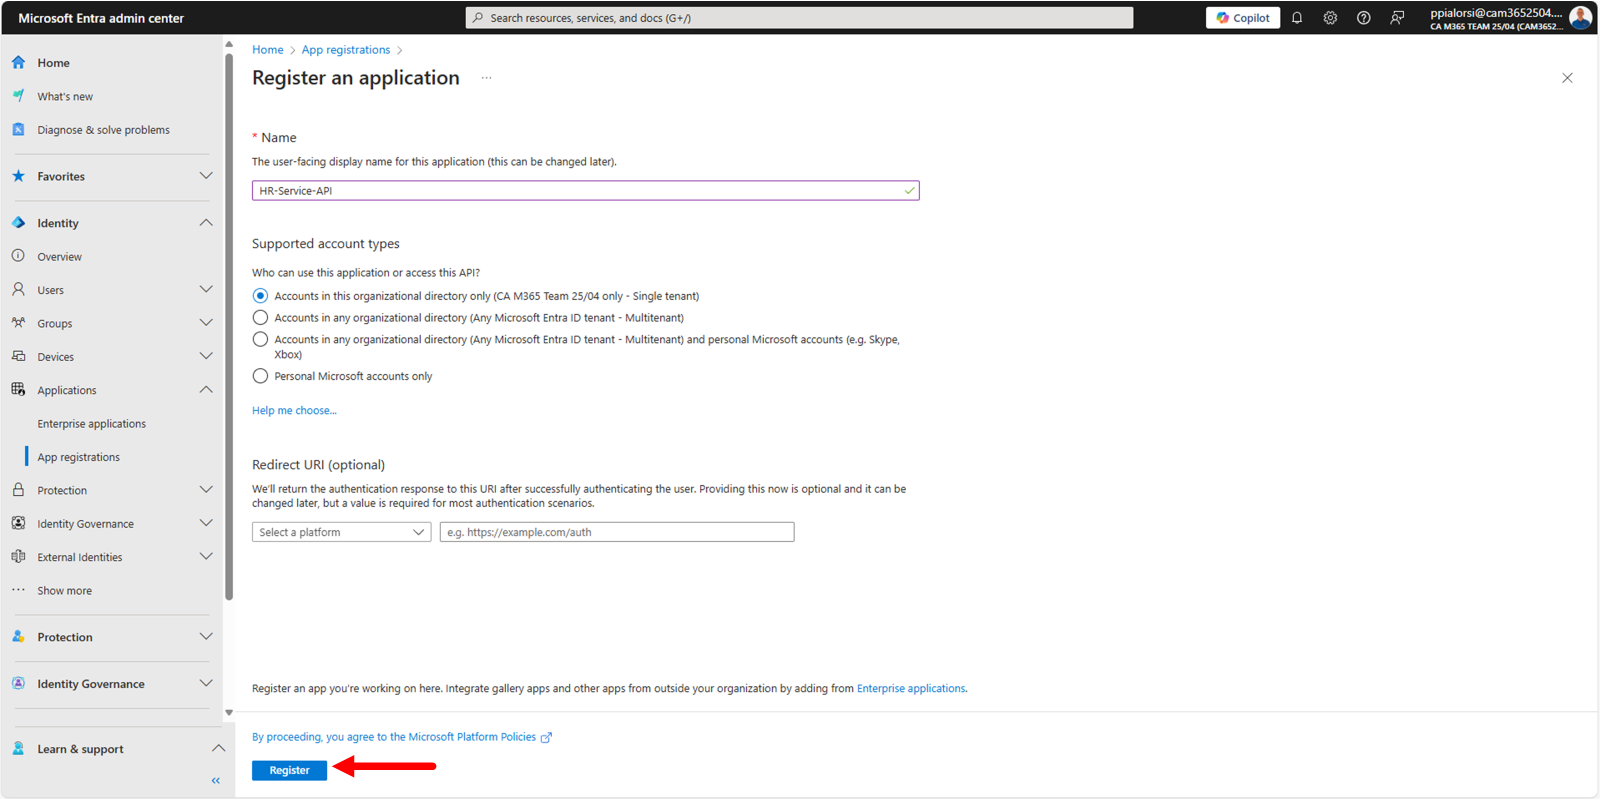 Microsoft Entra admin center
Search resources, services, and docs (G+/)
Copilot
ppialorsi@cam3652504....
CA M365 TEAM 25/04 (CAM3652...
Home
What's new
Diagnose & solve problems
Favorites
Identity
Overview
Users
Groups
Devices
Applications
Enterprise applications
App registrations
Protection
Identity Governance
External Identities
Show more
Protection
Identity Governance
Learn & support
Home > App registrations >
Register an application ...
* Name
The user-facing display name for this application (this can be changed later).
HR-Service-API
Supported account types
Who can use this application or access this API?
Accounts in this organizational directory only (CA M365 Team 25/04 only - Single tenant)
Accounts in any organizational directory (Any Microsoft Entra ID tenant - Multitenant)
Accounts in any organizational directory (Any Microsoft Entra ID tenant - Multitenant) and personal Microsoft accounts (e.g. Skype,
Xbox)
Personal Microsoft accounts only
Help me choose...
Redirect URI (optional)
We'll return the authentication response to this URI after successfully authenticating the user. Providing this now is optional and it can be
changed later, but a value is required for most authentication scenarios.
Select a platform
e.g. https://example.com/auth
Register an app you're working on here. Integrate gallery apps and other apps from outside your organization by adding from Enterprise applications.
By proceeding, you agree to the Microsoft Platform Policies
Register